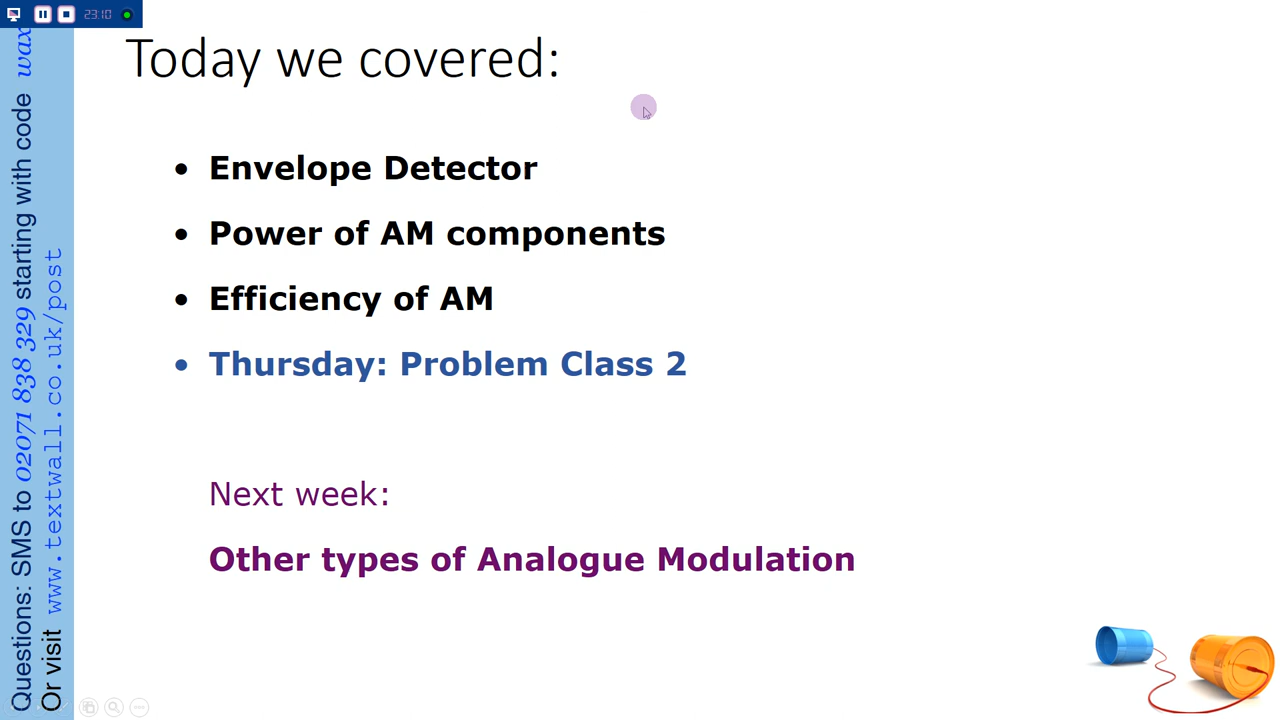 23.10
Today we covered:
• Envelope Detector
• Power of AM components
• Efficiency of AM
• Thursday: Problem Class 2
Next week:
Other types of Analogue Modulation
Questions: SMS to 02071 838 329 starting with code wax
Or visit www.textwall.co.uk/post